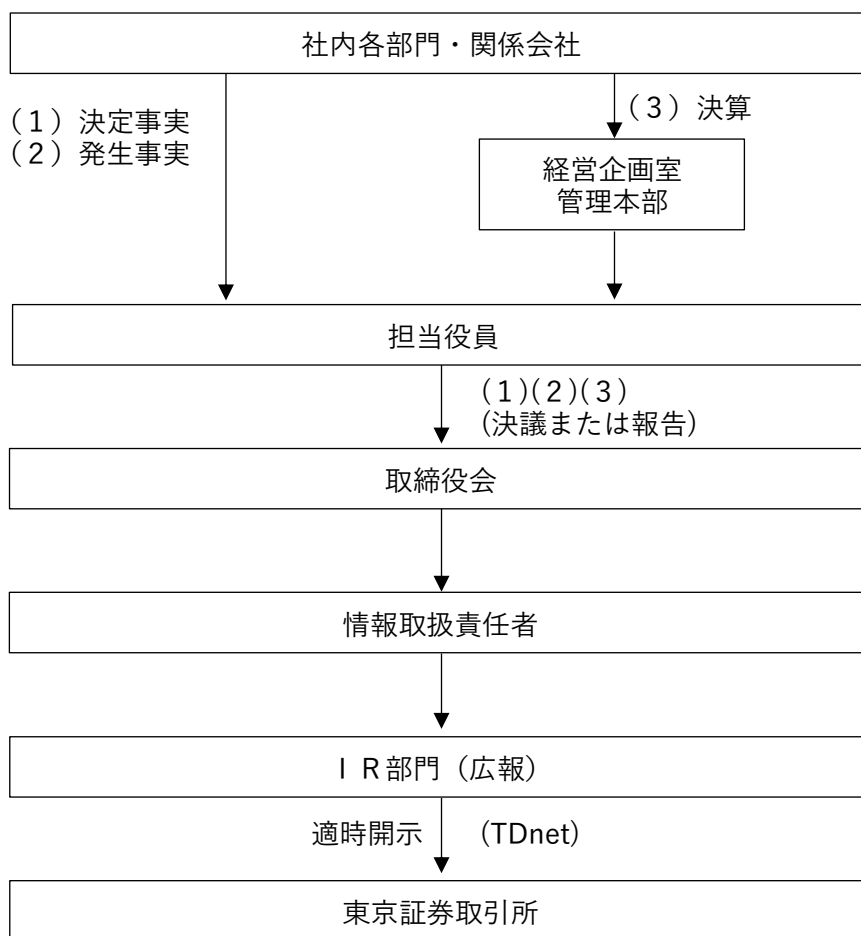 社内各部門・関係会社
(1)決定事実
(2)発生事実
(3)決算
経営企画室
管理本部
担当役員
(1)(2)(3)
(決議または報告)
取締役会
情報取扱責任者
IR部門(広報)
適時開示 (TDnet)
東京証券取引所